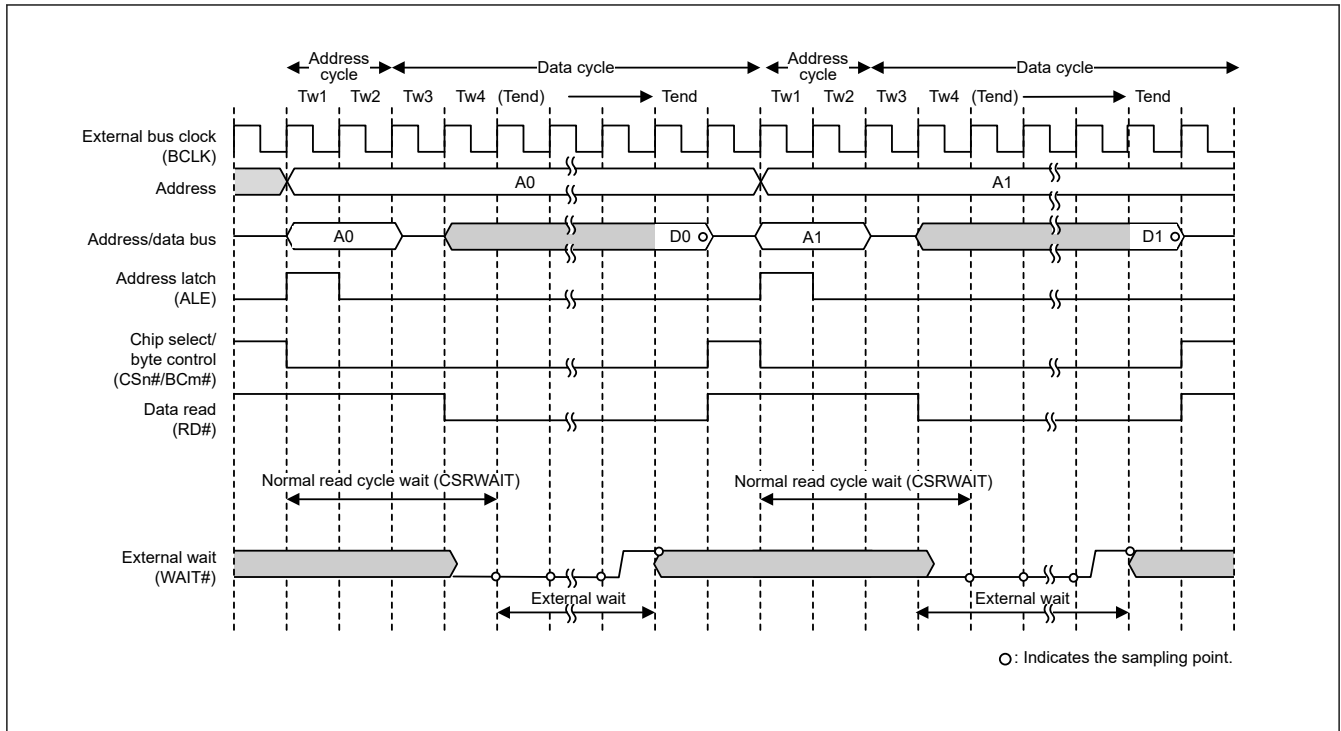 Address cycle Data cycle Address cycle Data cycle
Tw1 Tw2 Tw3 Tw4 (Tend) Tend Tw1 Tw2 Tw3 Tw4 (Tend) Tend
External bus clock
(BCLK)
Address A0 A1
Address/data bus A0 D0 A1 D1
Address latch
(ALE)
Chip select/
byte control
(CSn#/BCm#)
Data read
(RD#)
Normal read cycle wait (CSRWAIT) Normal read cycle wait (CSRWAIT)
External wait
(WAIT#)
External wait External wait
: Indicates the sampling point.